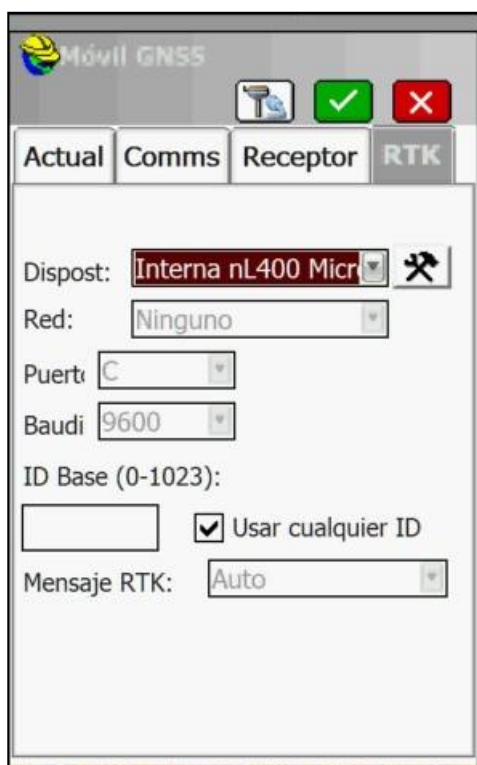 Móvil GNSS
Actual Comms Receptor RTK
Dispost: Interna nL400 Micr
Red: Ninguno
Puert C
Baudi 9600
ID Base (0-1023):
Usar cualquier ID
Mensaje RTK: Auto